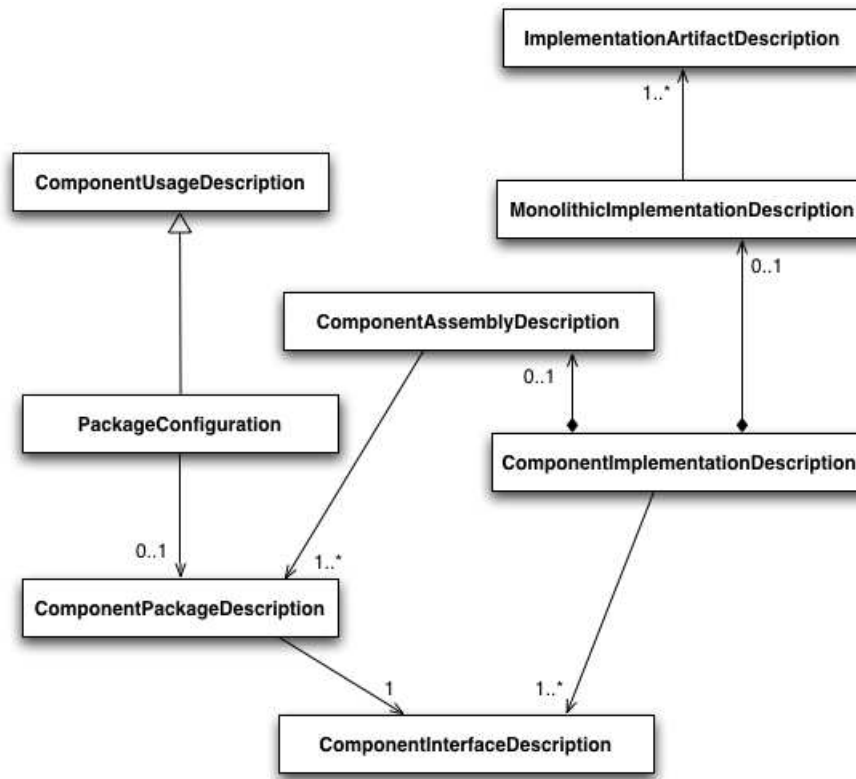 ImplementationArtifactDescription
1..*
ComponentUsageDescription
MonolithicImplementationDescription
0..1
ComponentAssemblyDescription
0..1
PackageConfiguration
ComponentImplementationDescription
0..1
1..*
ComponentPackageDescription
1
1..*
ComponentInterfaceDescription